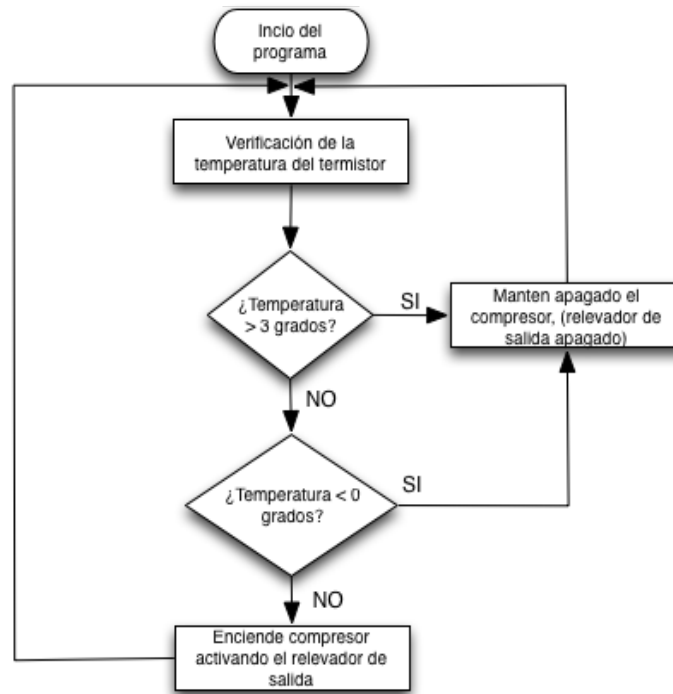 Incio del
programa
Verificación de la
temperatura del termistor
¿Temperatura
> 3 grados?
SI
Manten apagado el
compresor, (relevador de
salida apagado)
NO
¿Temperatura < 0
grados?
SI
NO
Enciende compresor
activando el relevador de
salida